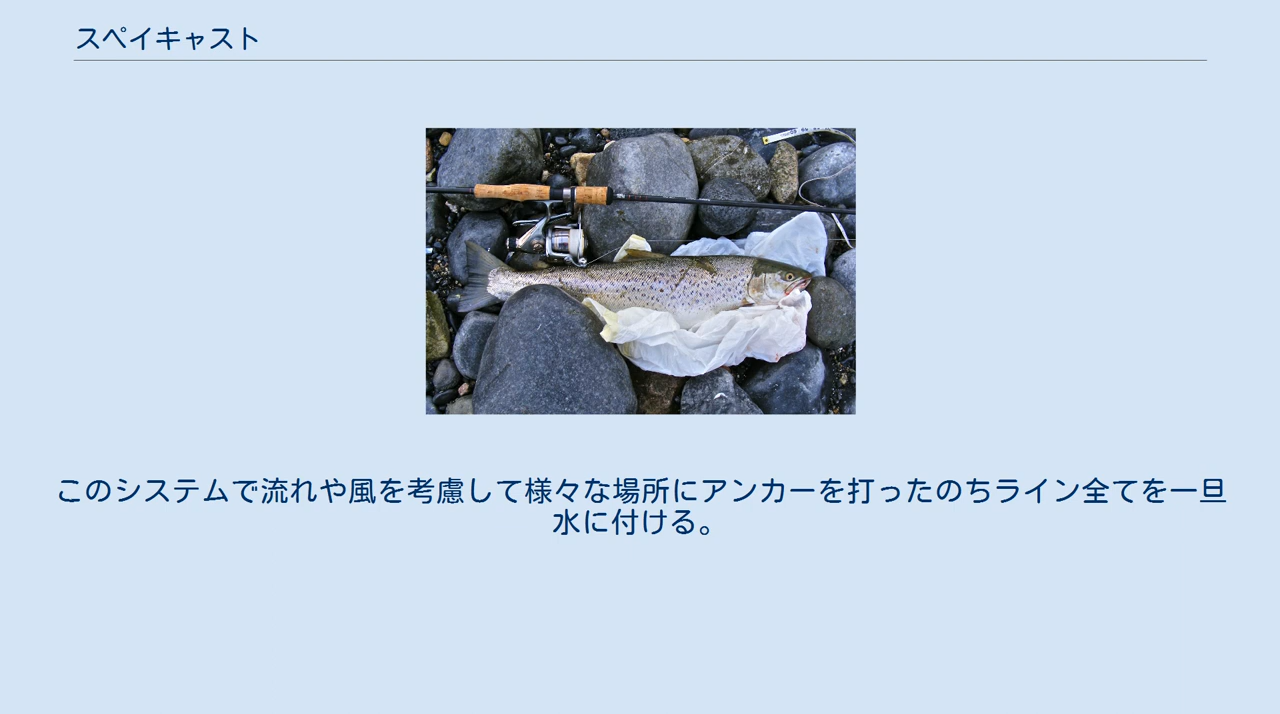 スペイキャスト
このシステムで流れや風を考慮して様々な場所にアンカーを打ったのちライン全てを一旦
水に付ける。